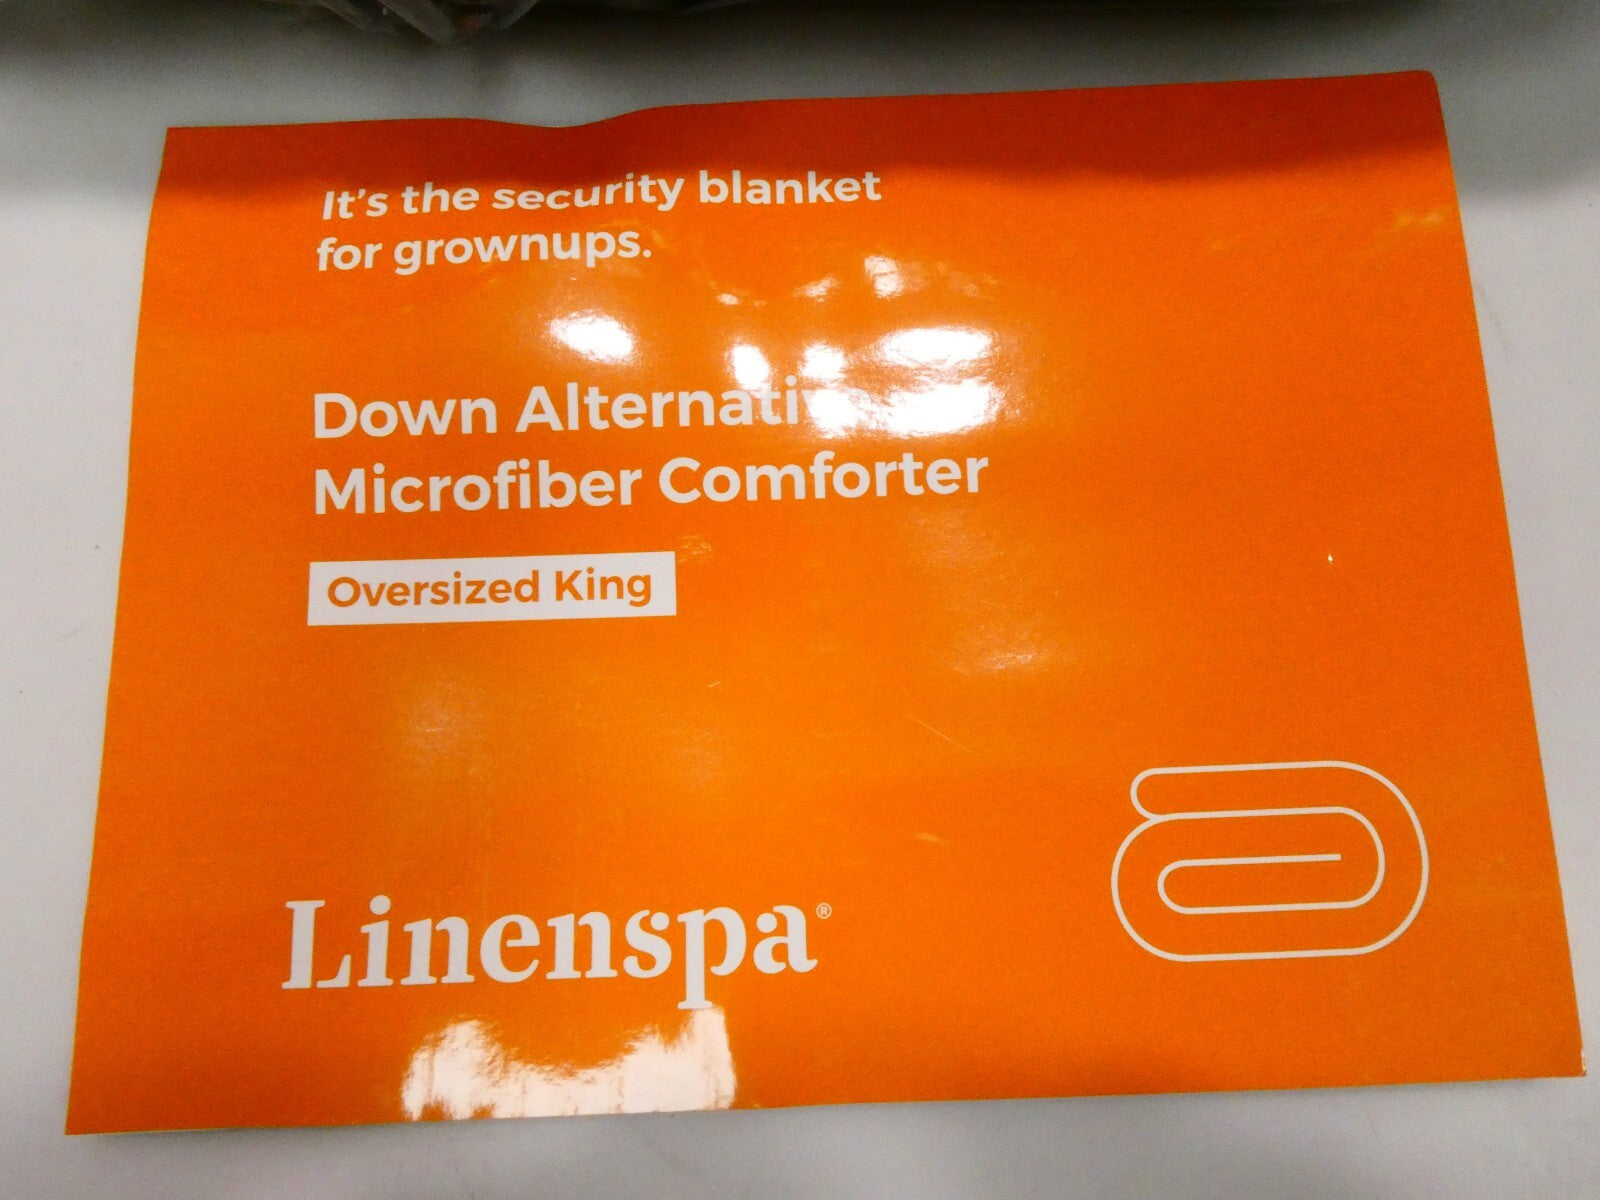 It's the security blanket
for grownups.
Down Alternati
Microfiber Comforter
Oversized King
Linenspa®